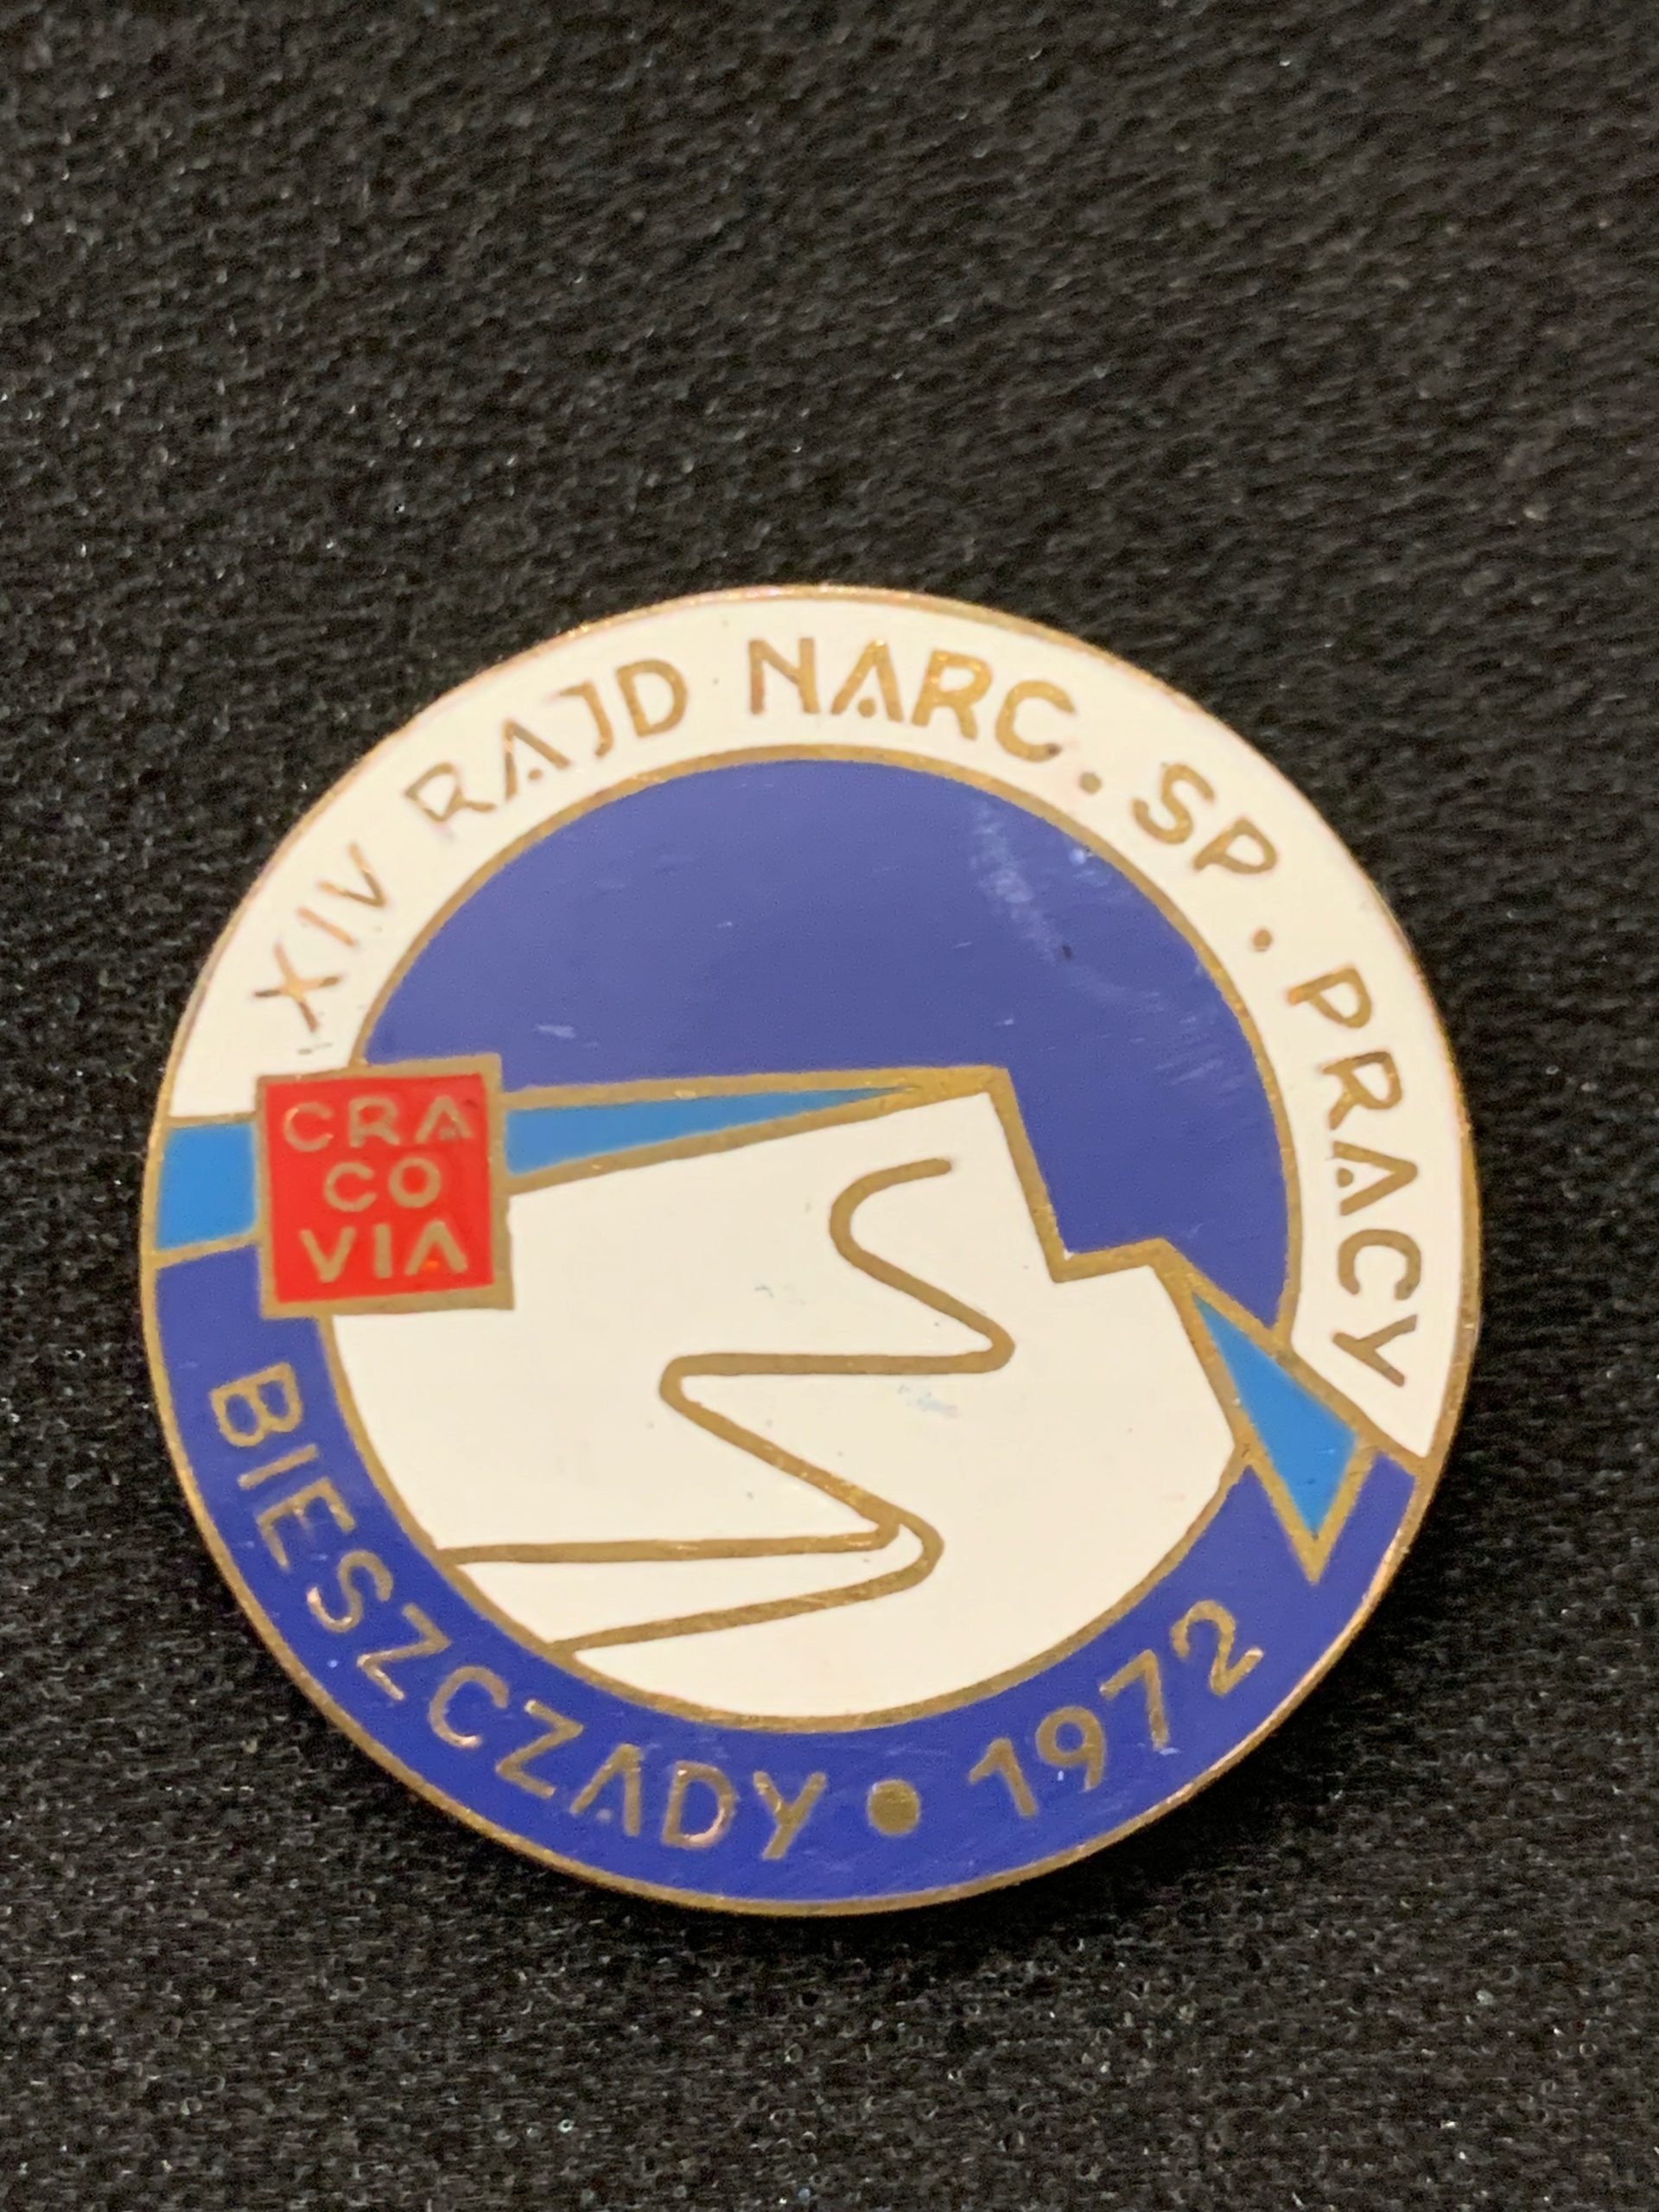 XIV RAJD NARC. SP. PRACY
CRA
CO
VIA
BIESZCZADY • 1972